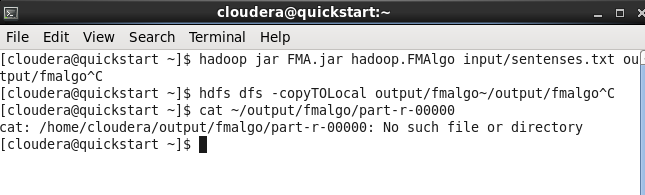 cloudera@quickstart:~
File Edit View Search Terminal Help
[cloudera@quickstart ~]$ hadoop jar FMA.jar hadoop.FMAlgo input/sentenses.txt ou
tput/fmalgo^C
[cloudera@quickstart ~]$ hdfs dfs -copyTOLocal output/fmalgo~/output/fmalgo^C
[cloudera@quickstart ~]$ cat ~/output/fmalgo/part-r-00000
cat: /home/cloudera/output/fmalgo/part-r-00000: No such file or directory
[cloudera@quickstart ~]$